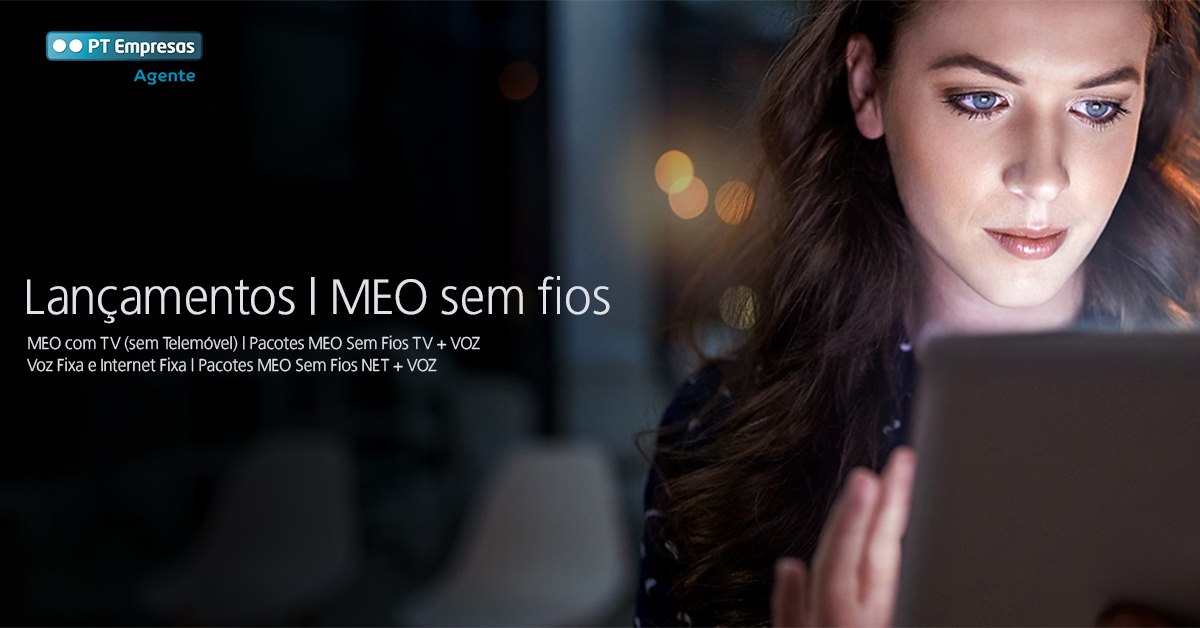 PT Empresas
Agente
Lançamentos | MEO sem fios
MEO com TV (sem Telemóvel) | Pacotes MEO Sem Fios TV + VOZ
Voz Fixa e Internet Fixa | Pacotes MEO Sem Fios NET + VOZ